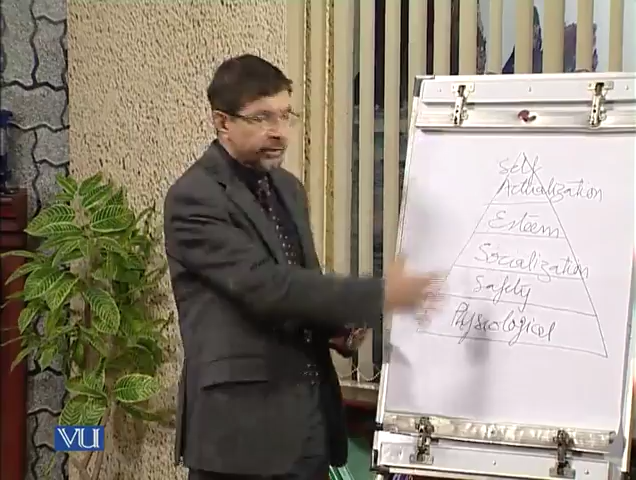 Self
Actualization
Esteem
Socialization
Safety
Physiological
VU